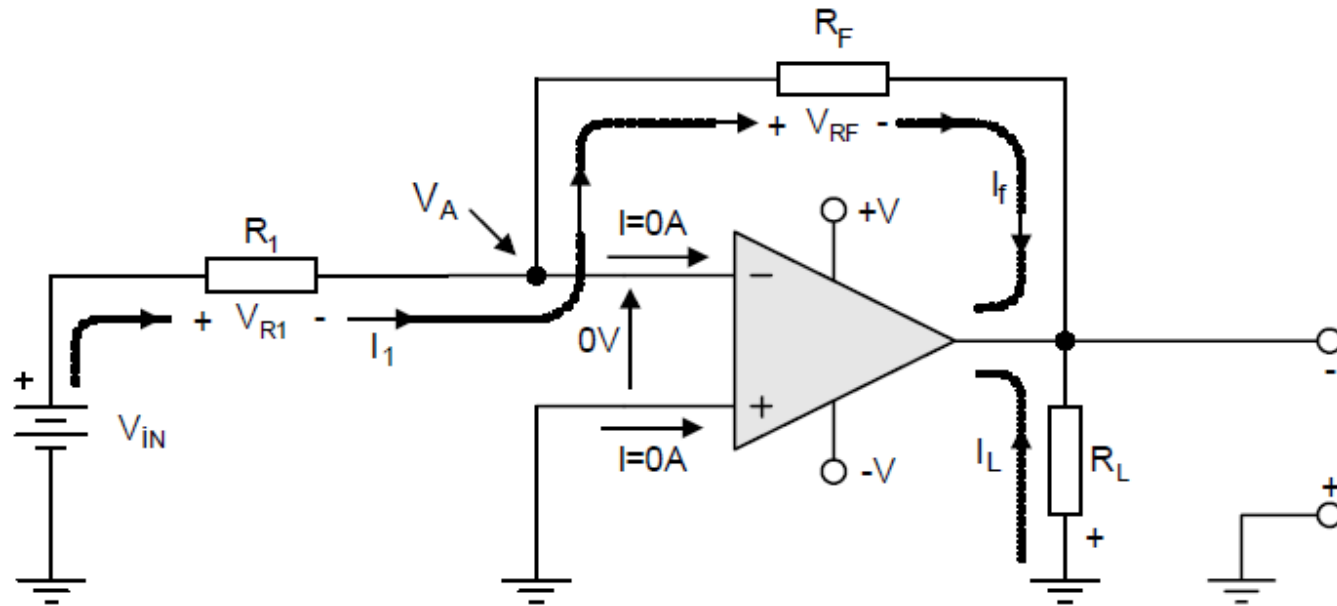 R_F
+ V_RF -
I_f
V_A
I=0A
+V
R_1
−
+ V_R1 -
I_1
0V
-
+
V_iN
+
I=0A
-V
I_L
R_L
+
+